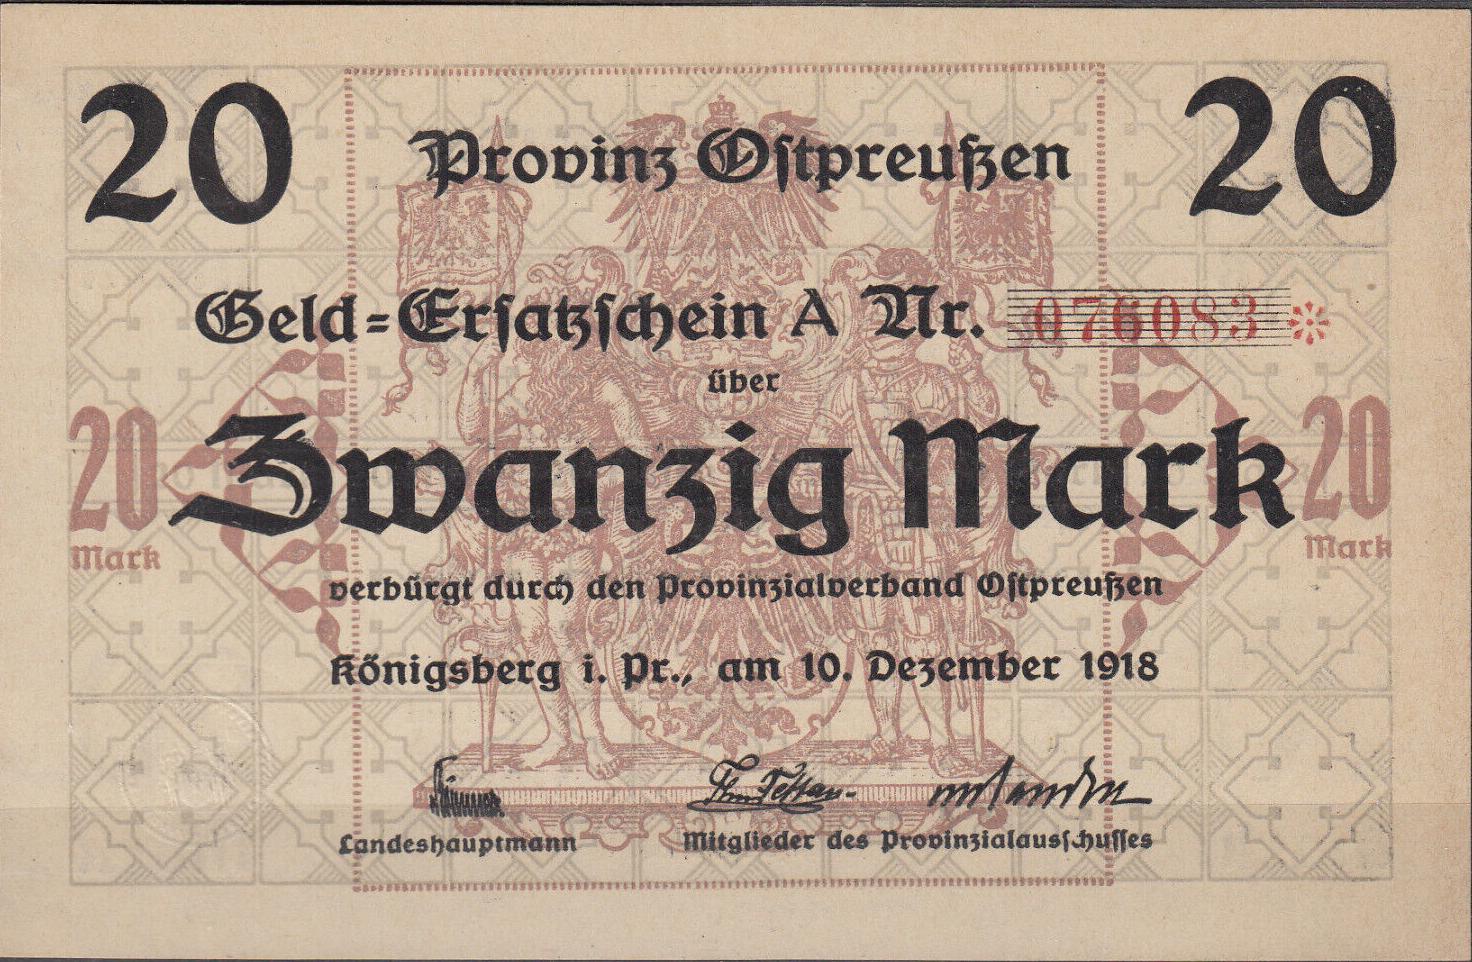 20 Provinz Ostpreußen 20
Geld=Ersatzschein A Nr. 076083
über
20 Zwanzig Mark 20
Mark Mark
verbürgt durch den Provinzialverband Ostpreußen
Königsberg i. Pr., am 10. Dezember 1918
Landeshauptmann Mitglieder des Provinzialausschusses